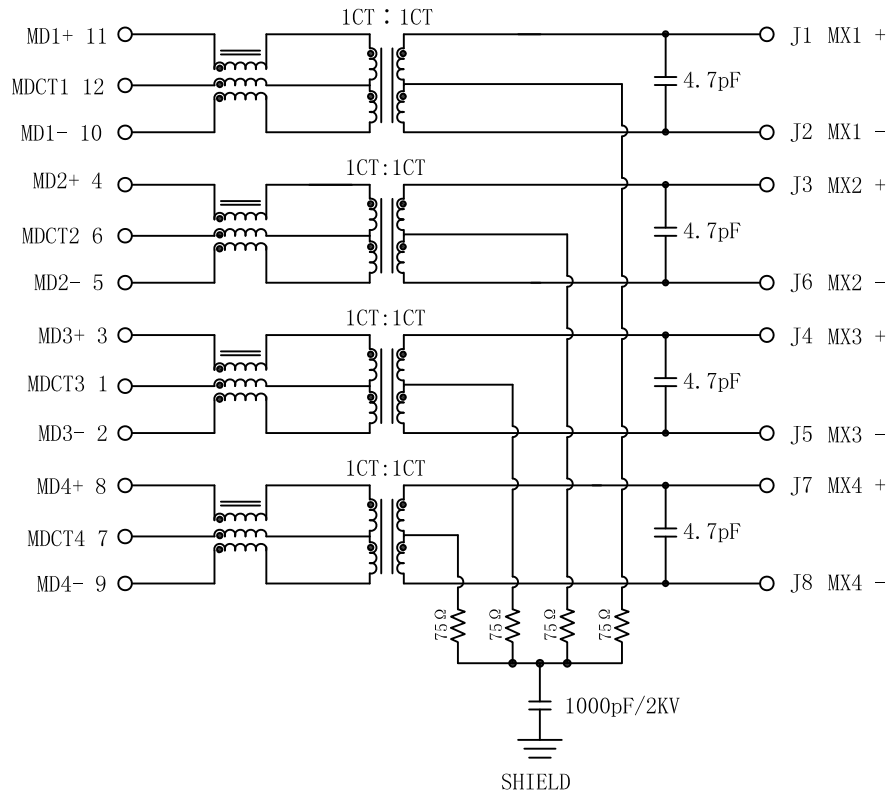 1CT : 1CT
MD1+ 11
J1 MX1 +
MDCT1 12
4.7pF
MD1- 10
J2 MX1 -
1CT:1CT
MD2+ 4
J3 MX2 +
MDCT2 6
4.7pF
MD2- 5
J6 MX2 -
1CT:1CT
MD3+ 3
J4 MX3 +
MDCT3 1
4.7pF
MD3- 2
J5 MX3 -
1CT:1CT
MD4+ 8
J7 MX4 +
MDCT4 7
4.7pF
MD4- 9
J8 MX4 -
75Ω
75Ω
75Ω
75Ω
1000pF/2KV
SHIELD